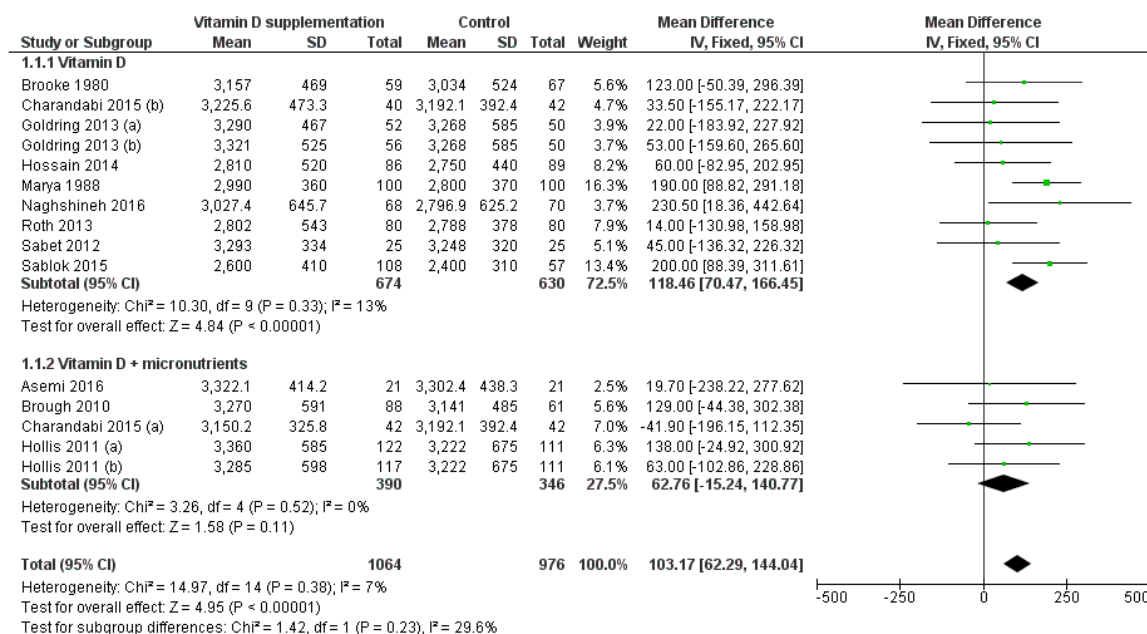 Vitamin D supplementation Control Mean Difference Mean Difference
Study or Subgroup Mean SD Total Mean SD Total Weight IV, Fixed, 95% CI IV, Fixed, 95% CI
1.1.1 Vitamin D
Brooke 1980 3,157 469 59 3,034 524 67 5.6% 123.00 [-50.39, 296.39]
Charandabi 2015 (b) 3,225.6 473.3 40 3,192.1 392.4 42 4.7% 33.50 [-155.17, 222.17]
Goldring 2013 (a) 3,290 467 52 3,268 585 50 3.9% 22.00 [-183.92, 227.92]
Goldring 2013 (b) 3,321 525 56 3,268 585 50 3.7% 53.00 [-159.60, 265.60]
Hossain 2014 2,810 520 86 2,750 440 89 8.2% 60.00 [-82.95, 202.95]
Marya 1988 2,990 360 100 2,800 370 100 16.3% 190.00 [88.82, 291.18]
Naghshineh 2016 3,027.4 645.7 68 2,796.9 625.2 70 3.7% 230.50 [18.36, 442.64]
Roth 2013 2,802 543 80 2,788 378 80 7.9% 14.00 [-130.98, 158.98]
Sabet 2012 3,293 334 25 3,248 320 25 5.1% 45.00 [-136.32, 226.32]
Sablok 2015 2,600 410 108 2,400 310 57 13.4% 200.00 [88.39, 311.61]
Subtotal (95% CI) 674 630 72.5% 118.46 [70.47, 166.45]
Heterogeneity: Chi² = 10.30, df = 9 (P = 0.33); I² = 13%
Test for overall effect: Z = 4.84 (P < 0.00001)
1.1.2 Vitamin D + micronutrients
Asemi 2016 3,322.1 414.2 21 3,302.4 438.3 21 2.5% 19.70 [-238.22, 277.62]
Brough 2010 3,270 591 88 3,141 485 61 5.6% 129.00 [-44.38, 302.38]
Charandabi 2015 (a) 3,150.2 325.8 42 3,192.1 392.4 42 7.0% -41.90 [-196.15, 112.35]
Hollis 2011 (a) 3,360 585 122 3,222 675 111 6.3% 138.00 [-24.92, 300.92]
Hollis 2011 (b) 3,285 598 117 3,222 675 111 6.1% 63.00 [-102.86, 228.86]
Subtotal (95% CI) 390 346 27.5% 62.76 [-15.24, 140.77]
Heterogeneity: Chi² = 3.26, df = 4 (P = 0.52); I² = 0%
Test for overall effect: Z = 1.58 (P = 0.11)
Total (95% CI) 1064 976 100.0% 103.17 [62.29, 144.04]
Heterogeneity: Chi² = 14.97, df = 14 (P = 0.38); I² = 7%
Test for overall effect: Z = 4.95 (P < 0.00001)
Test for subgroup differences: Chi² = 1.42, df = 1 (P = 0.23), I² = 29.6%
-500 -250 0 250 500